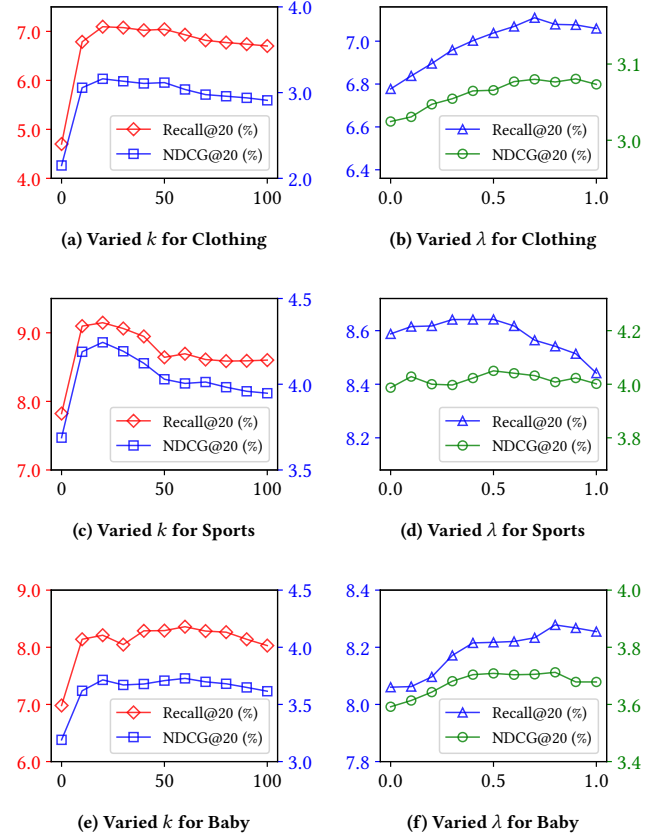 7.0
6.0
5.0
4.0
4.0
3.0
2.0
Recall@20 (%)
NDCG@20 (%)
0 50 100
(a) Varied k for Clothing
7.0
6.8
6.6
6.4
3.1
3.0
Recall@20 (%)
NDCG@20 (%)
0.0 0.5 1.0
(b) Varied λ for Clothing
9.0
8.0
7.0
4.5
4.0
3.5
Recall@20 (%)
NDCG@20 (%)
0 50 100
(c) Varied k for Sports
8.6
8.4
8.2
4.2
4.0
3.8
Recall@20 (%)
NDCG@20 (%)
0.0 0.5 1.0
(d) Varied λ for Sports
9.0
8.0
7.0
6.0
4.5
4.0
3.5
3.0
Recall@20 (%)
NDCG@20 (%)
0 50 100
(e) Varied k for Baby
8.4
8.2
8.0
7.8
4.0
3.8
3.6
3.4
Recall@20 (%)
NDCG@20 (%)
0.0 0.5 1.0
(f) Varied λ for Baby